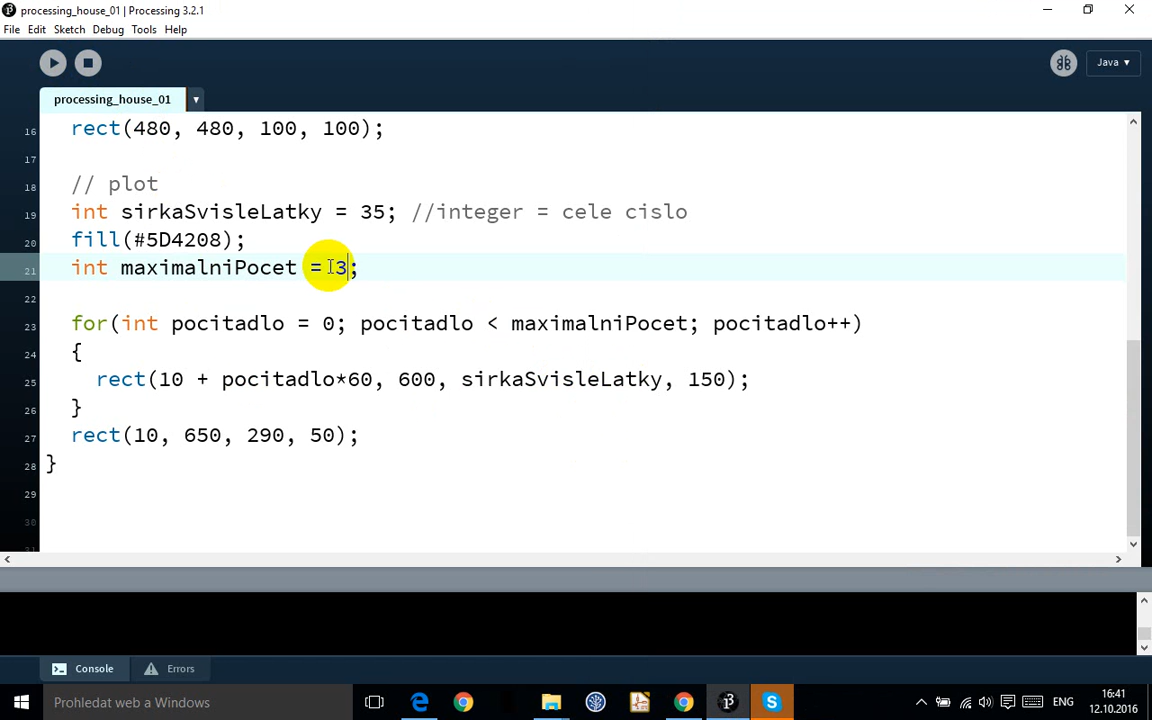 processing_house_01 | Processing 3.2.1
File Edit Sketch Debug Tools Help
Java ▾
processing_house_01 ▾
16 rect(480, 480, 100, 100);
17
18 // plot
19 int sirkaSvisleLatky = 35; //integer = cele cislo
20 fill(#5D4208);
21 int maximalniPocet = 3;
22
23 for(int pocitadlo = 0; pocitadlo < maximalniPocet; pocitadlo++)
24 {
25 rect(10 + pocitadlo*60, 600, sirkaSvisleLatky, 150);
26 }
27 rect(10, 650, 290, 50);
28 }
29
30
31
Console Errors
Prohledat web a Windows
ENG
16:41
12.10.2016